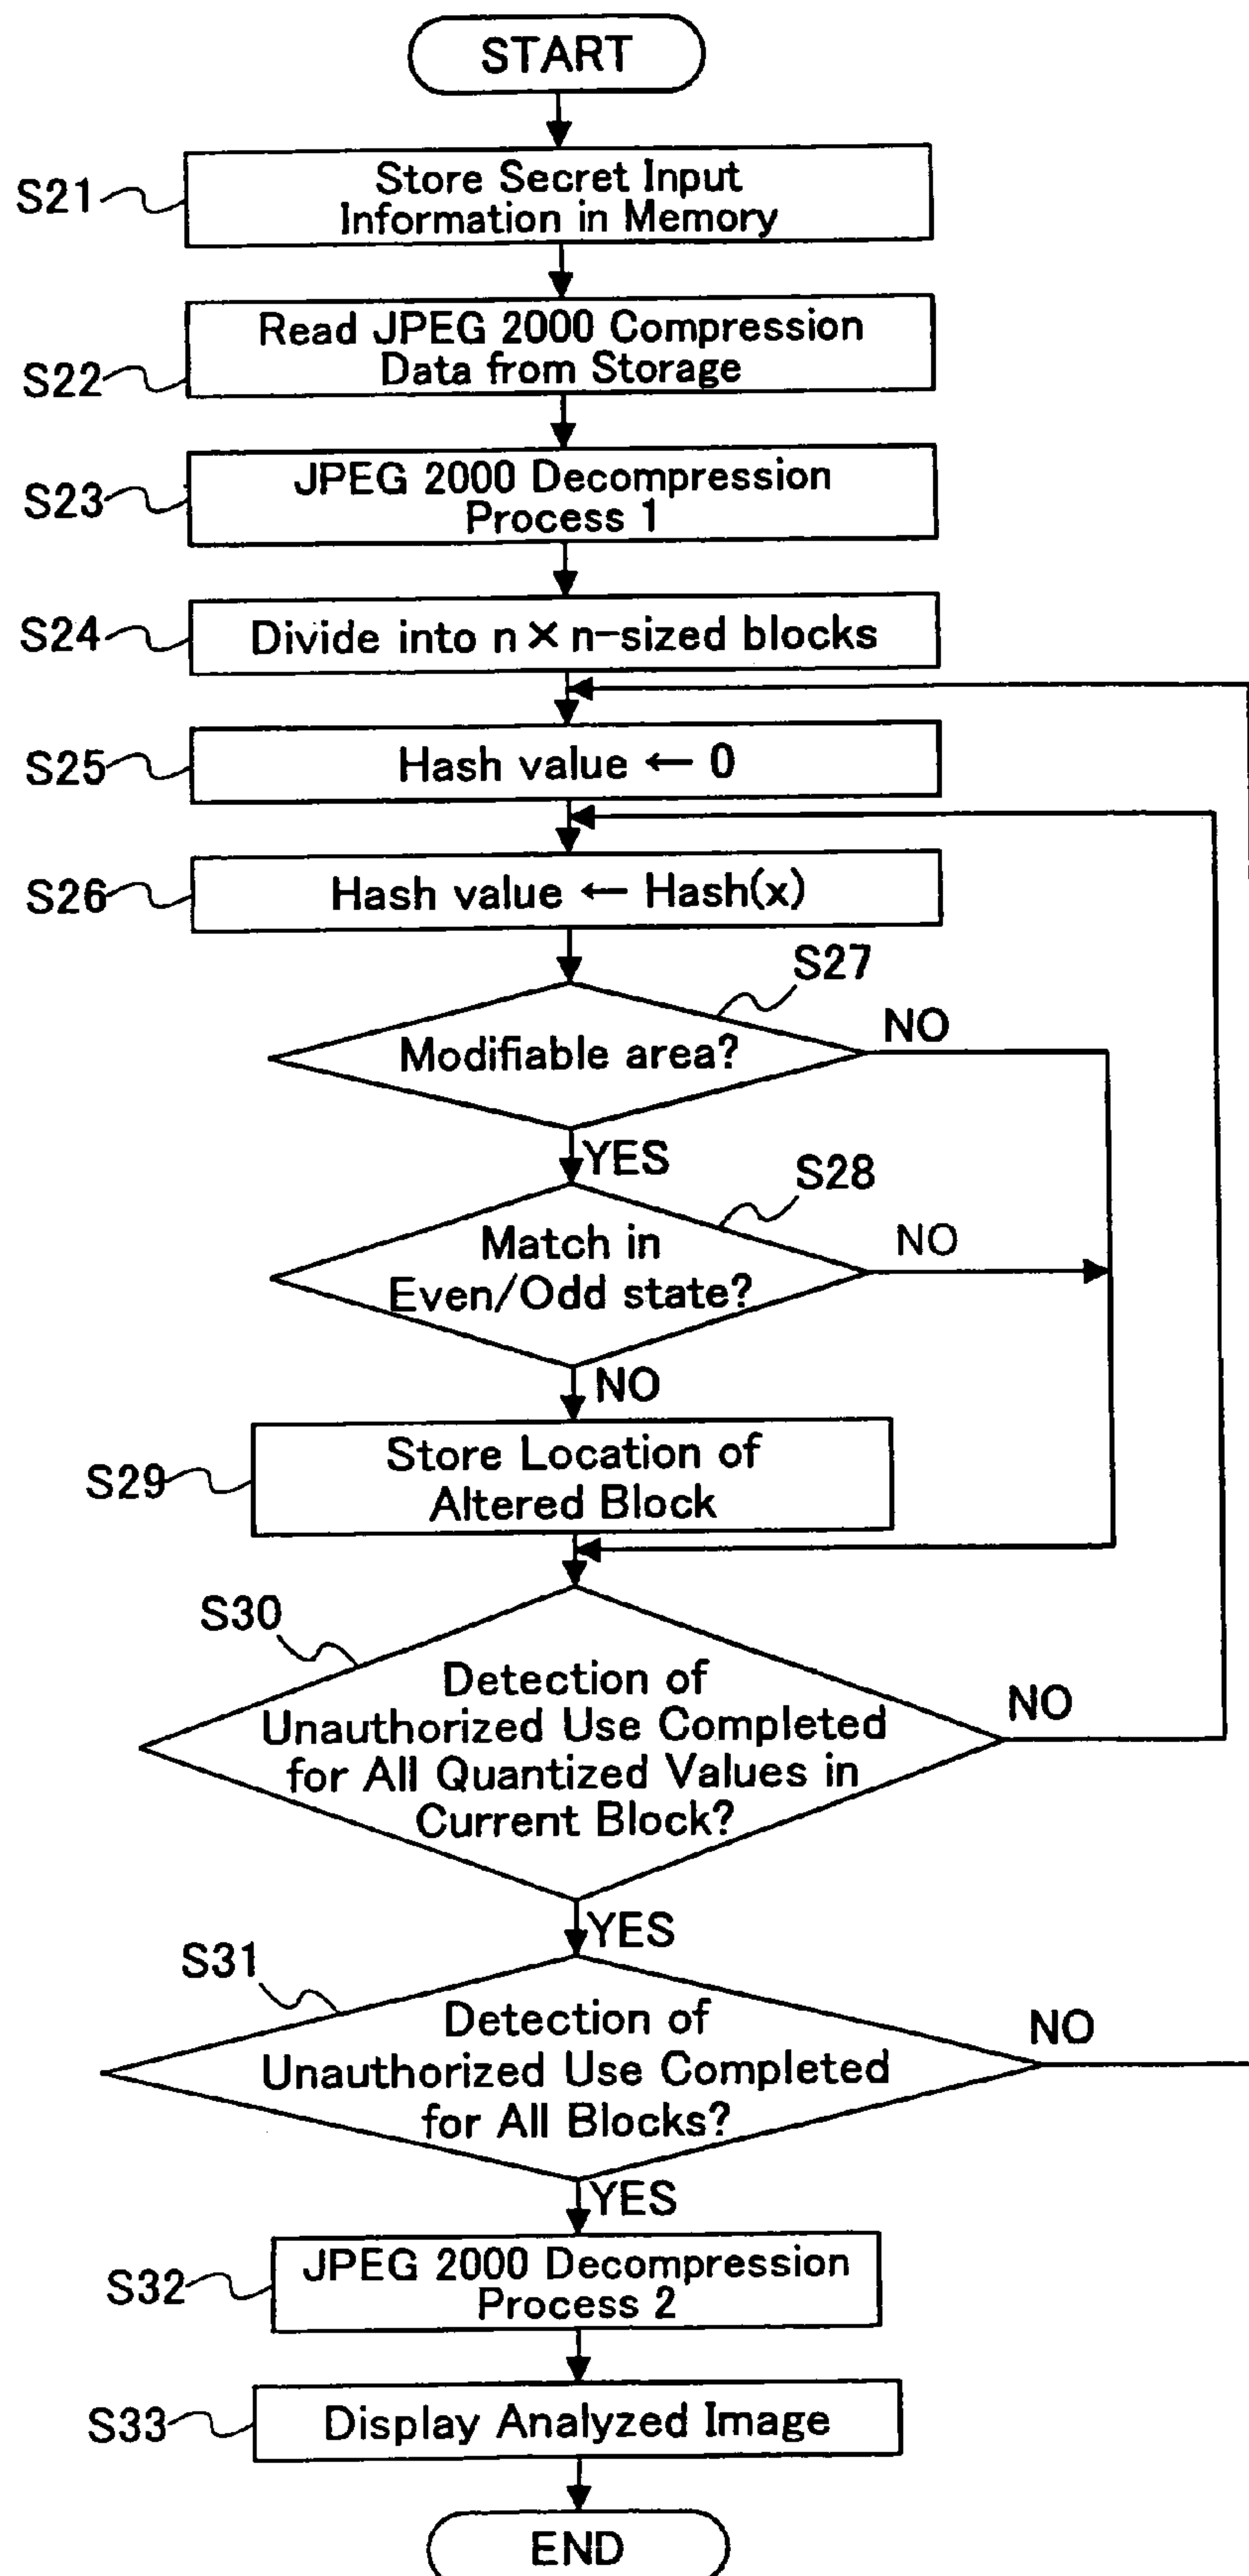 START
S21
Store Secret Input
Information in Memory
S22
Read JPEG 2000 Compression
Data from Storage
S23
JPEG 2000 Decompression
Process 1
S24
Divide into n × n-sized blocks
S25
Hash value ← 0
S26
Hash value ← Hash(x)
S27
Modifiable area?
NO
YES
S28
Match in
Even/Odd state?
NO
NO
S29
Store Location of
Altered Block
S30
Detection of
Unauthorized Use Completed
for All Quantized Values in
Current Block?
NO
YES
S31
Detection of
Unauthorized Use Completed
for All Blocks?
NO
YES
S32
JPEG 2000 Decompression
Process 2
S33
Display Analyzed Image
END